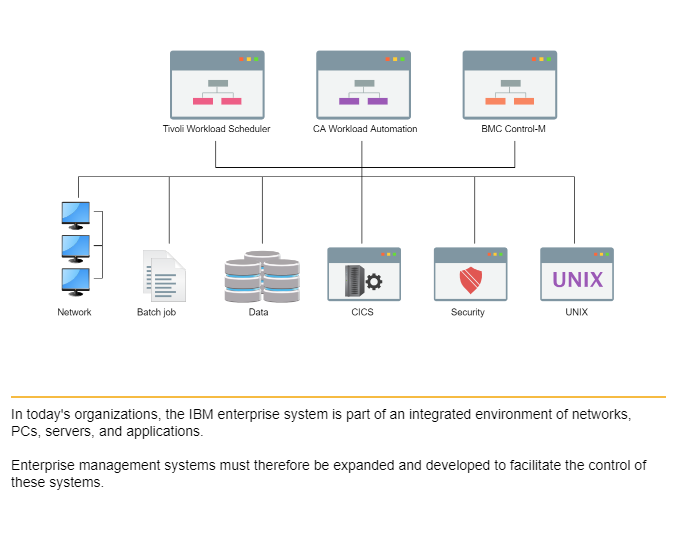 Tivoli Workload Scheduler
CA Workload Automation
BMC Control-M
UNIX
Network
Batch job
Data
CICS
Security
UNIX
In today's organizations, the IBM enterprise system is part of an integrated environment of networks,
PCs, servers, and applications.
Enterprise management systems must therefore be expanded and developed to facilitate the control of
these systems.